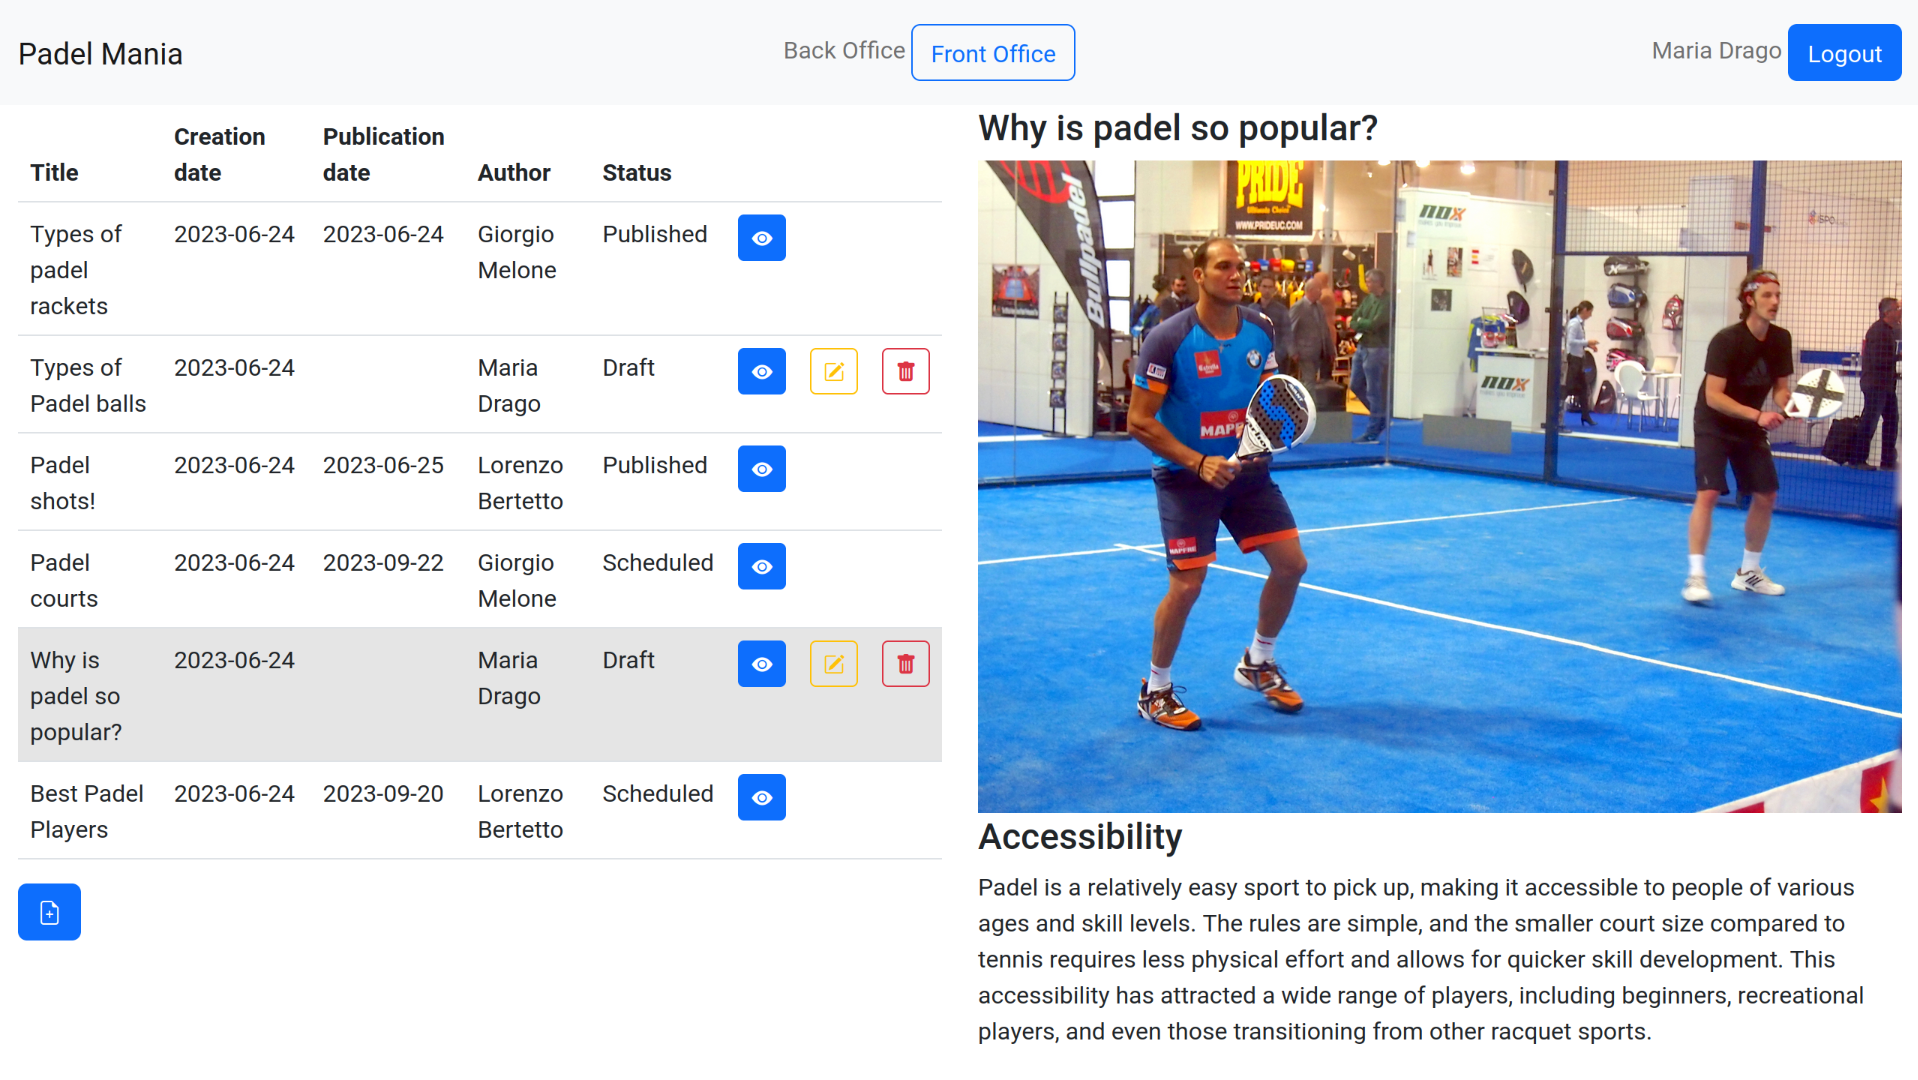 Padel Mania
Back Office
Front Office
Maria Drago
Logout
Title
Creation
date
Publication
date
Author
Status
Types of
padel
rackets
2023-06-24
2023-06-24
Giorgio
Melone
Published
Types of
Padel balls
2023-06-24
Maria
Drago
Draft
Padel
shots!
2023-06-24
2023-06-25
Lorenzo
Bertetto
Published
Padel
courts
2023-06-24
2023-09-22
Giorgio
Melone
Scheduled
Why is
padel so
popular?
2023-06-24
Maria
Drago
Draft
Best Padel
Players
2023-06-24
2023-09-20
Lorenzo
Bertetto
Scheduled
Why is padel so popular?
Bullpadel
PRIDE
Ultimate Choice
WWW.PRIDEUC.COM
nox
nox
MAPFRE
Accessibility
Padel is a relatively easy sport to pick up, making it accessible to people of various
ages and skill levels. The rules are simple, and the smaller court size compared to
tennis requires less physical effort and allows for quicker skill development. This
accessibility has attracted a wide range of players, including beginners, recreational
players, and even those transitioning from other racquet sports.